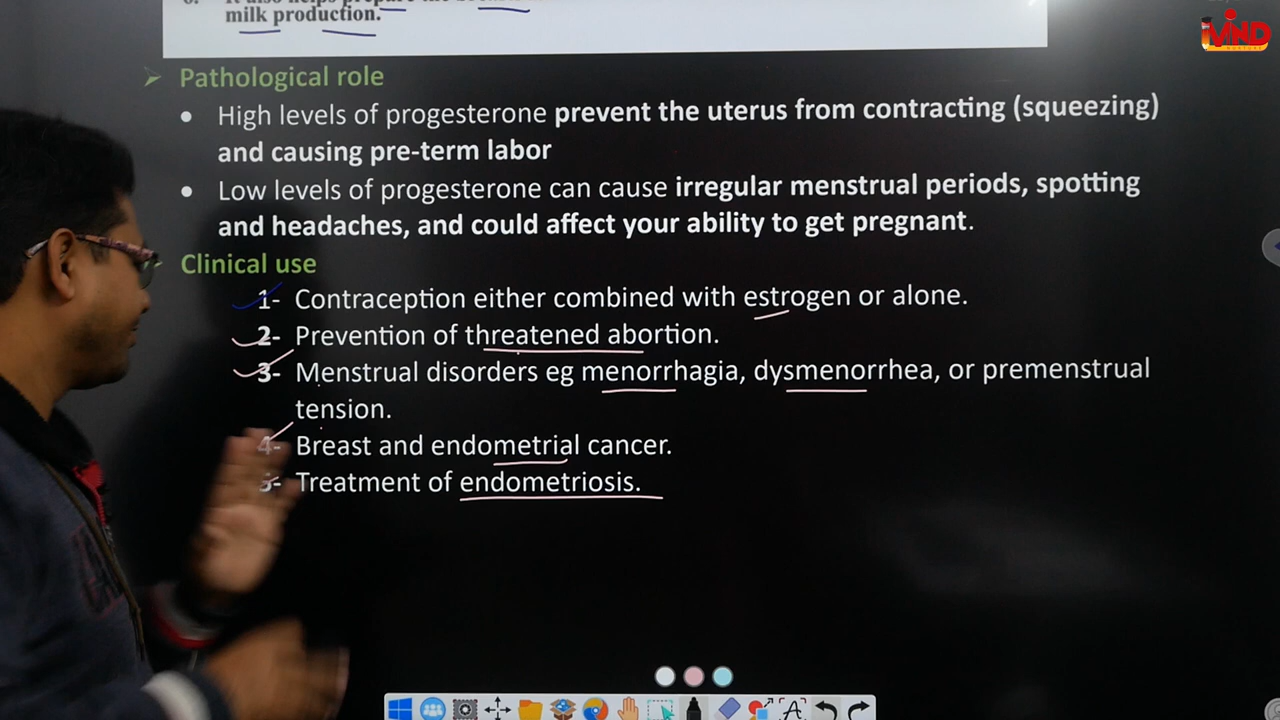 milk production.
Pathological role
High levels of progesterone prevent the uterus from contracting (squeezing)
and causing pre-term labor
Low levels of progesterone can cause irregular menstrual periods, spotting
and headaches, and could affect your ability to get pregnant.
Clinical use
1- Contraception either combined with estrogen or alone.
2- Prevention of threatened abortion.
3- Menstrual disorders eg menorrhagia, dysmenorrhea, or premenstrual
tension.
4- Breast and endometrial cancer.
Treatment of endometriosis.